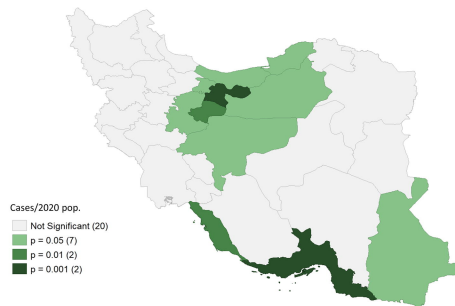 Cases/2020 pop.
Not Significant (20)
p = 0.05 (7)
p = 0.01 (2)
p = 0.001 (2)